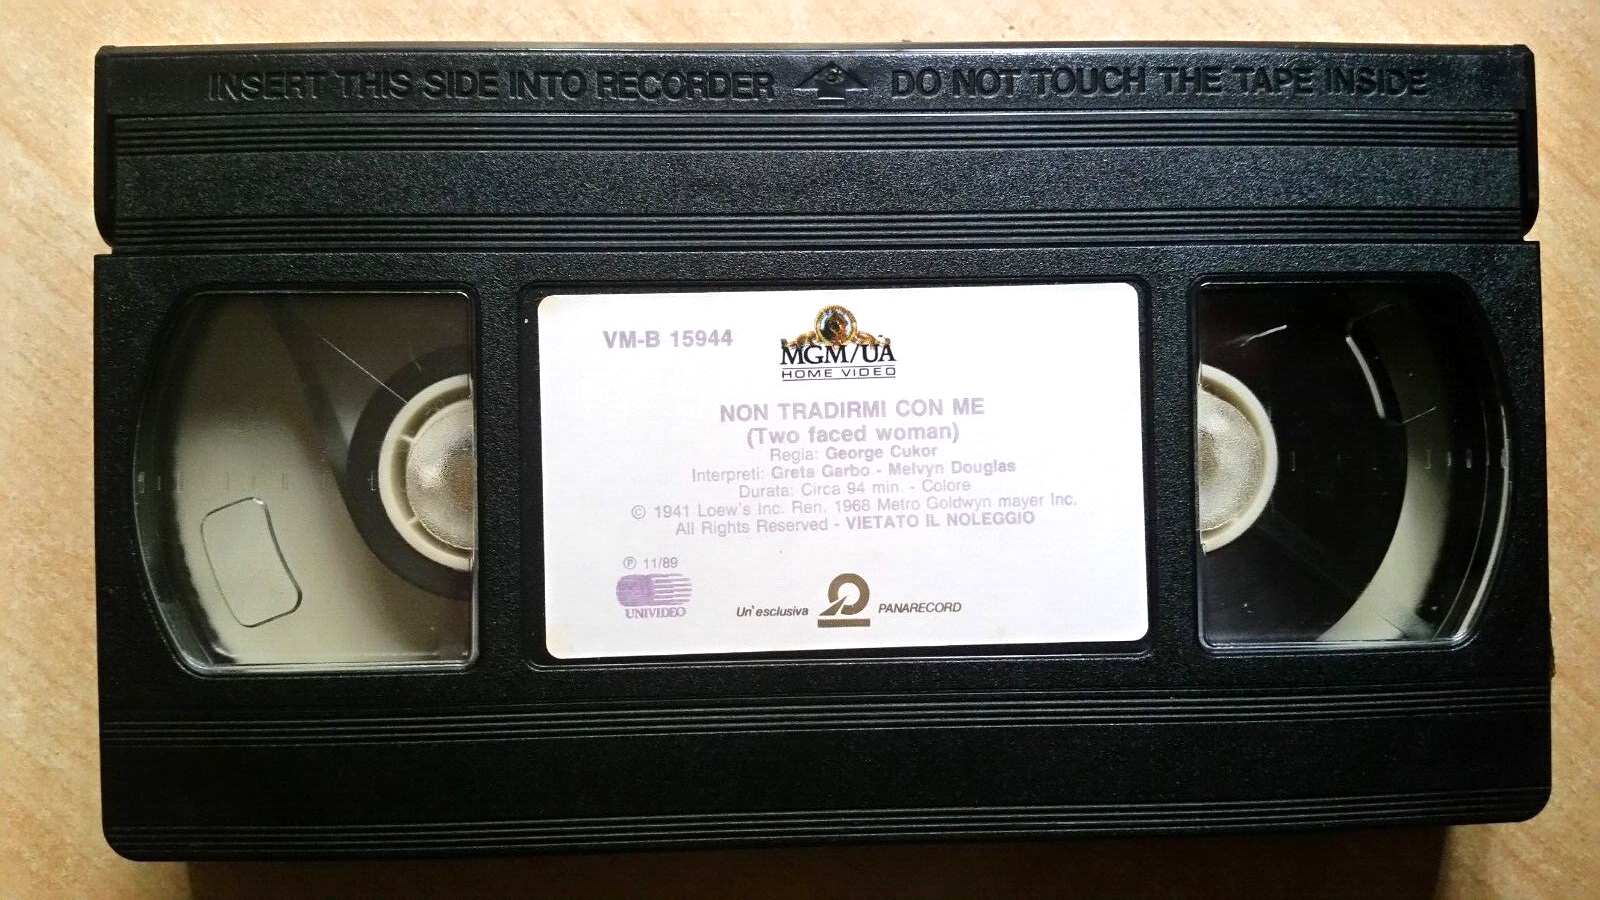 INSERT THIS SIDE INTO RECORDER DO NOT TOUCH THE TAPE INSIDE
VM-B 15944
MGM/UA
HOME VIDEO
NON TRADIRMI CON ME
(Two faced woman)
Regia: George Cukor
Interpreti: Greta Garbo - Melvyn Douglas
Durata: Circa 94 min. - Colore
© 1941 Loew's Inc. Ren. 1968 Metro Goldwyn mayer Inc.
All Rights Reserved - VIETATO IL NOLEGGIO
℗ 11/89
UNIVIDEO
Un'esclusiva PANARECORD